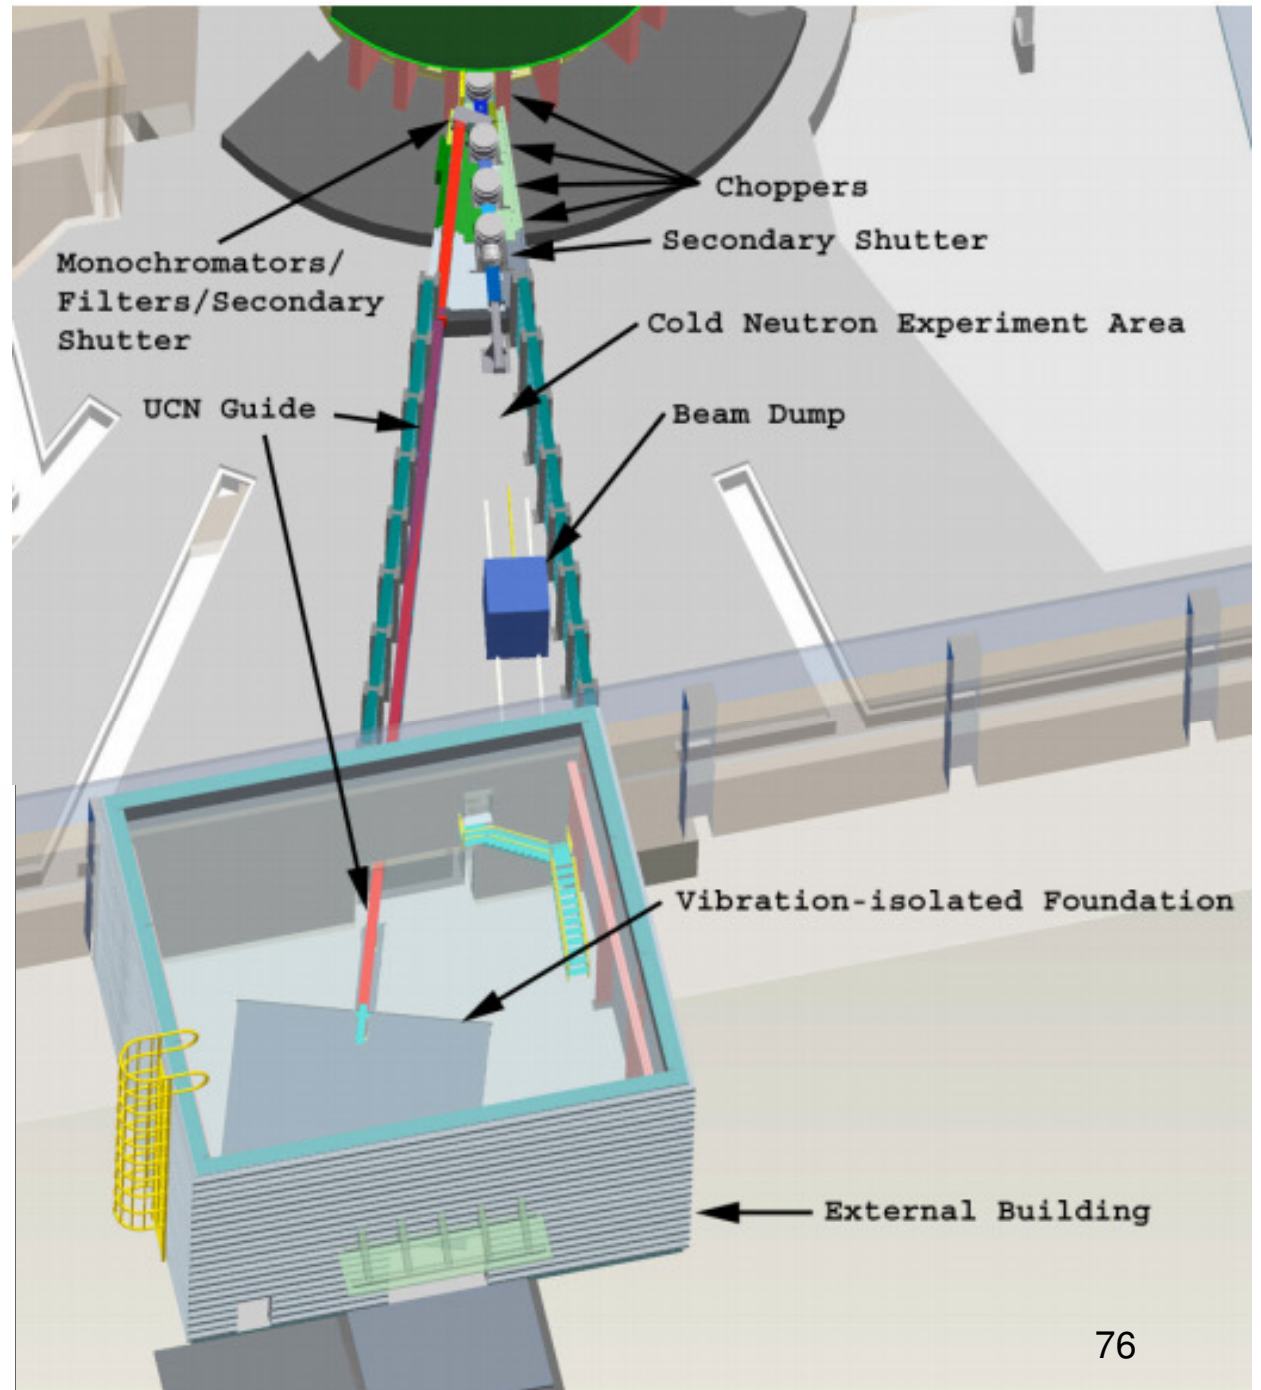 Choppers
Secondary Shutter
Monochromators/
Filters/Secondary
Shutter
Cold Neutron Experiment Area
UCN Guide
Beam Dump
Vibration-isolated Foundation
External Building
76